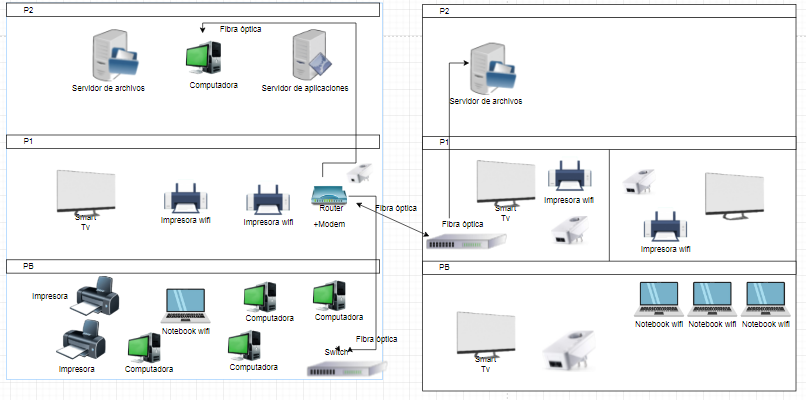 P2
Fibra óptica
Servidor de archivos
Computadora
Servidor de aplicaciones
P1
Smart
Tv
Impresora wifi
Impresora wifi
Router
+Modem
Fibra óptica
PB
Impresora
Notebook wifi
Computadora
Computadora
Impresora
Computadora
Computadora
Fibra óptica
Switch
P2
Servidor de archivos
P1
Smart
Tv
Impresora wifi
Fibra óptica
Impresora wifi
PB
Smart
Tv
Notebook wifi
Notebook wifi
Notebook wifi